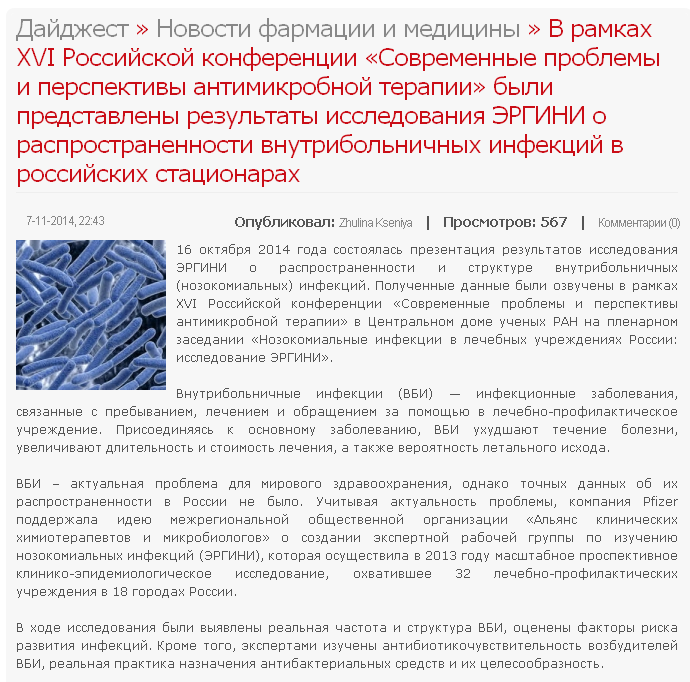 Дайджест » Новости фармации и медицины » В рамках
XVI Российской конференции «Современные проблемы
и перспективы антимикробной терапии» были
представлены результаты исследования ЭРГИНИ о
распространенности внутрибольничных инфекций в
российских стационарах
7-11-2014, 22:43 Опубликовал: Zhulina Kseniya | Просмотров: 567 | Комментарии (0)
16 октября 2014 года состоялась презентация результатов исследования
ЭРГИНИ о распространенности и структуре внутрибольничных
(нозокомиальных) инфекций. Полученные данные были озвучены в рамках
XVI Российской конференции «Современные проблемы и перспективы
антимикробной терапии» в Центральном доме ученых РАН на пленарном
заседании «Нозокомиальные инфекции в лечебных учреждениях России:
исследование ЭРГИНИ».
Внутрибольничные инфекции (ВБИ) — инфекционные заболевания,
связанные с пребыванием, лечением и обращением за помощью в лечебно-профилактическое
учреждение. Присоединяясь к основному заболеванию, ВБИ ухудшают течение болезни,
увеличивают длительность и стоимость лечения, а также вероятность летального исхода.
ВБИ – актуальная проблема для мирового здравоохранения, однако точных данных об их
распространенности в России не было. Учитывая актуальность проблемы, компания Pfizer
поддержала идею межрегиональной общественной организации «Альянс клинических
химиотерапевтов и микробиологов» о создании экспертной рабочей группы по изучению
нозокомиальных инфекций (ЭРГИНИ), которая осуществила в 2013 году масштабное проспективное
клинико-эпидемиологическое исследование, охватившее 32 лечебно-профилактических
учреждения в 18 городах России.
В ходе исследования были выявлены реальная частота и структура ВБИ, оценены факторы риска
развития инфекций. Кроме того, экспертами изучены антибиотикочувствительность возбудителей
ВБИ, реальная практика назначения антибактериальных средств и их целесообразность.